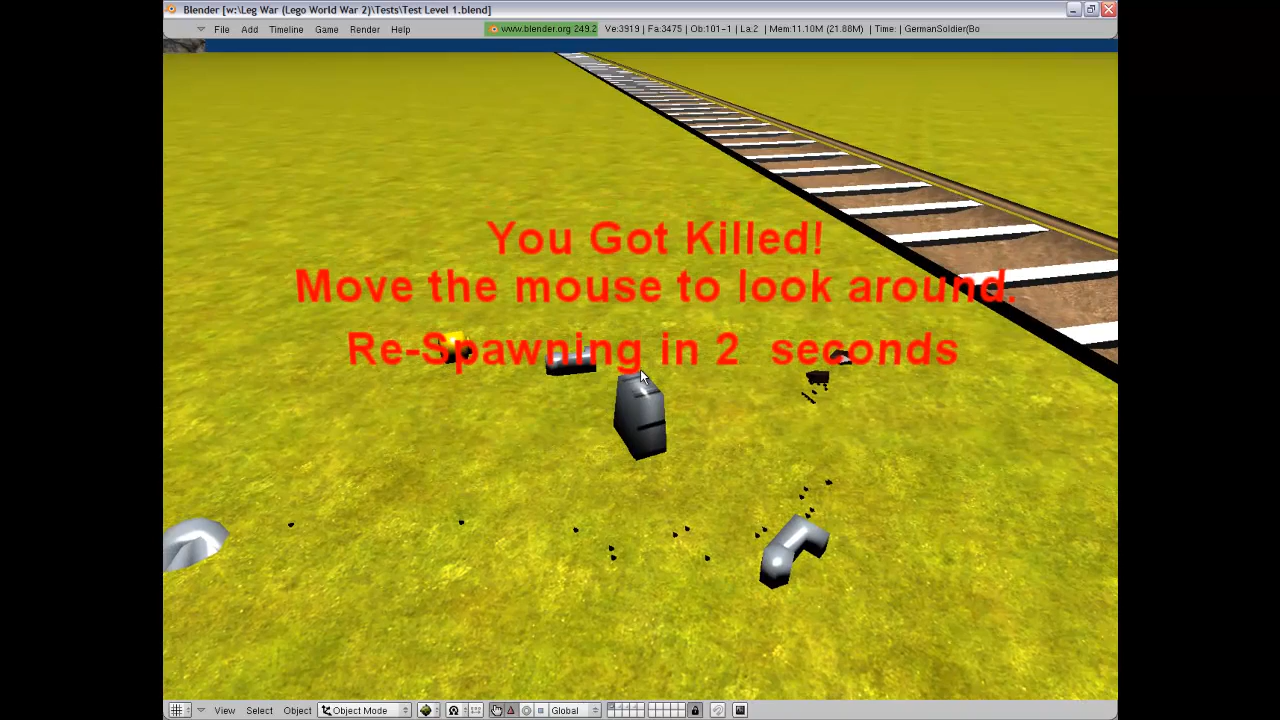 Blender [w:\Leg War (Lego World War 2)\Tests\Test Level 1.blend]
File Add Timeline Game Render Help www.blender.org 249.2 Ve:3919 | Fa:3475 | Ob:101-1 | La:2 | Mem:11.10M (21.88M) | Time: | GermanSoldier(Bo
You Got Killed!
Move the mouse to look around.
Re-Spawning in 2 seconds
View Select Object Object Mode Global